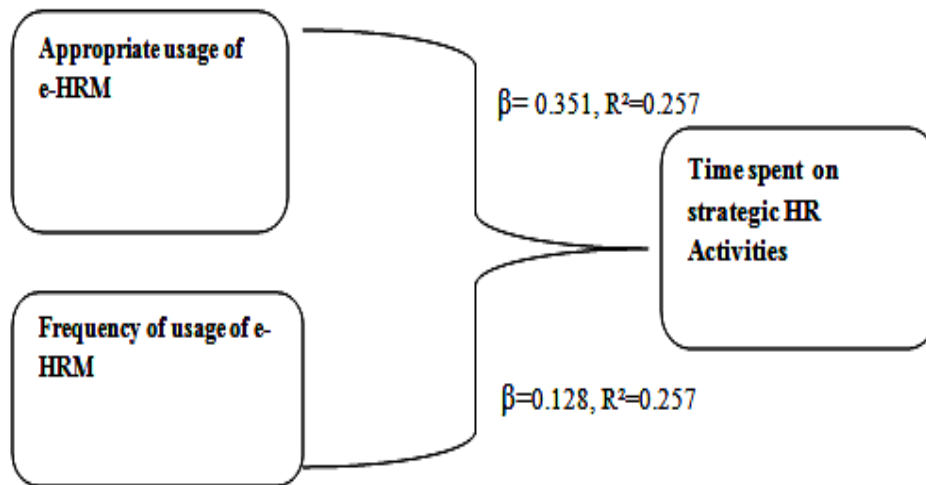 Appropriate usage of
e-HRM
β= 0.351, R²=0.257
Time spent on
strategic HR
Activities
Frequency of usage of e-
HRM
β=0.128, R²=0.257